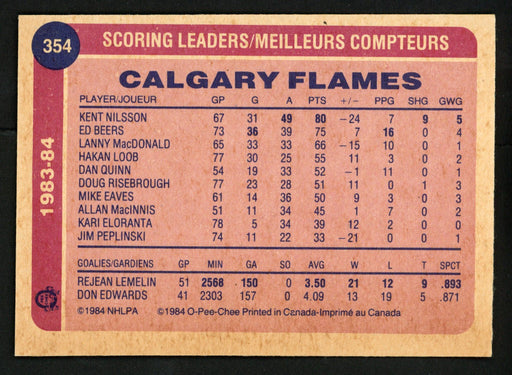 354
SCORING LEADERS/MEILLEURS COMPTEURS
1983-84
CALGARY FLAMES
PLAYER/JOUEUR GP G A PTS +/- PPG SHG GWG
KENT NILSSON 67 31 49 80 -24 7 9 5
ED BEERS 73 36 39 75 7 16 0 4
LANNY MacDONALD 65 33 33 66 -15 10 0 1
HAKAN LOOB 77 30 25 55 11 3 0 3
DAN QUINN 54 19 33 52 -1 11 0 1
DOUG RISEBROUGH 77 23 28 51 11 0 1 3
MIKE EAVES 61 14 36 50 9 3 0 3
ALLAN MacINNIS 51 11 34 45 1 7 0 2
KARI ELORANTA 78 5 34 39 12 2 0 0
JIM PEPLINSKI 74 11 22 33 -21 0 0 1
GOALIES/GARDIENS GP MIN GA SO AVG W L T SPCT
REJEAN LEMELIN 51 2568 150 0 3.50 21 12 9 .893
DON EDWARDS 41 2303 157 0 4.09 13 19 5 .871
©1984 NHLPA ©1984 O-Pee-Chee Printed in Canada-Imprimé au Canada